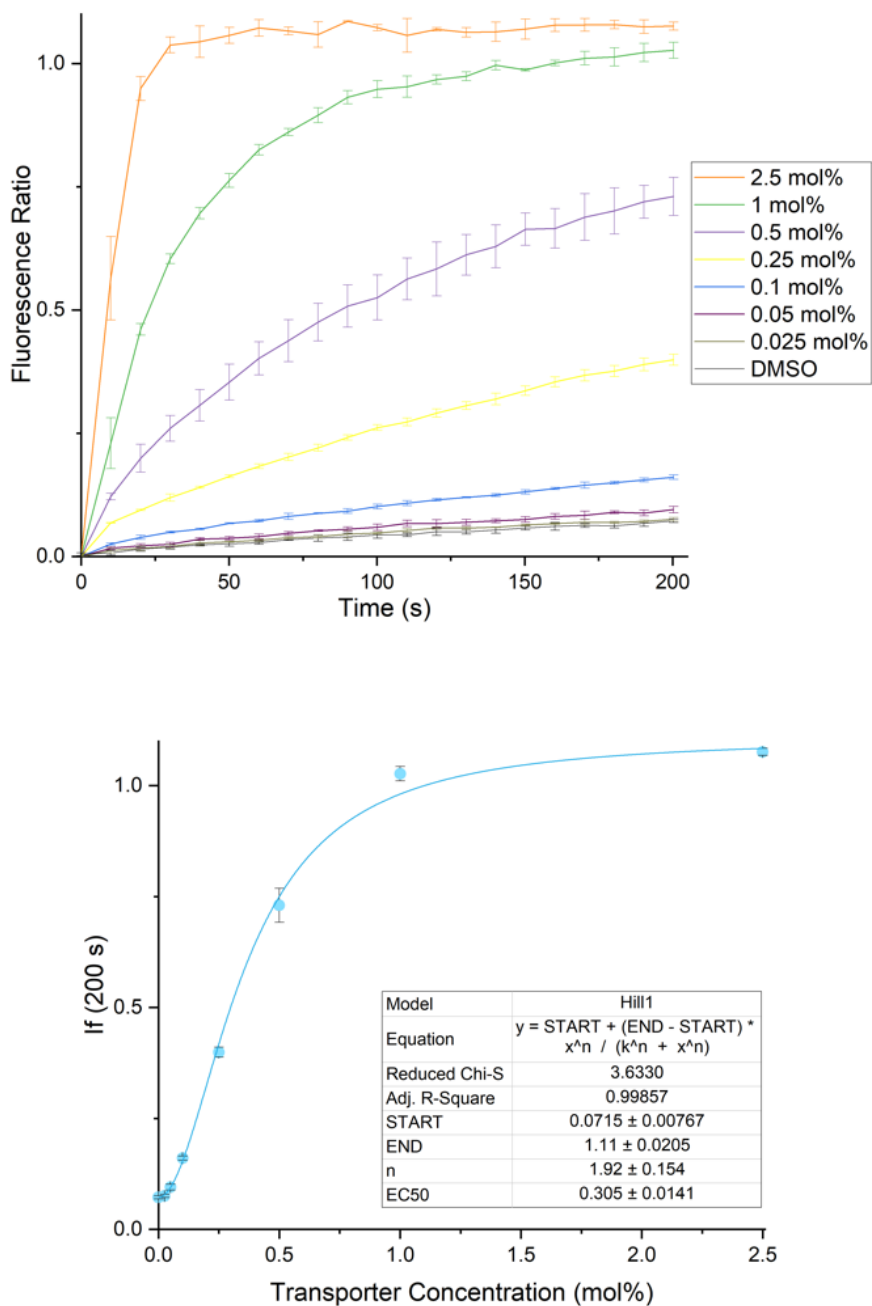 1.0
0.5
0.0
Fluorescence Ratio
0
50
100
150
200
Time (s)
2.5 mol%
1 mol%
0.5 mol%
0.25 mol%
0.1 mol%
0.05 mol%
0.025 mol%
DMSO
1.0
0.5
0.0
If (200 s)
Model Hill1
Equation y = START + (END - START) *
x^n / (k^n + x^n)
Reduced Chi-S 3.6330
Adj. R-Square 0.99857
START 0.0715 ± 0.00767
END 1.11 ± 0.0205
n 1.92 ± 0.154
EC50 0.305 ± 0.0141
0.0
0.5
1.0
1.5
2.0
2.5
Transporter Concentration (mol%)